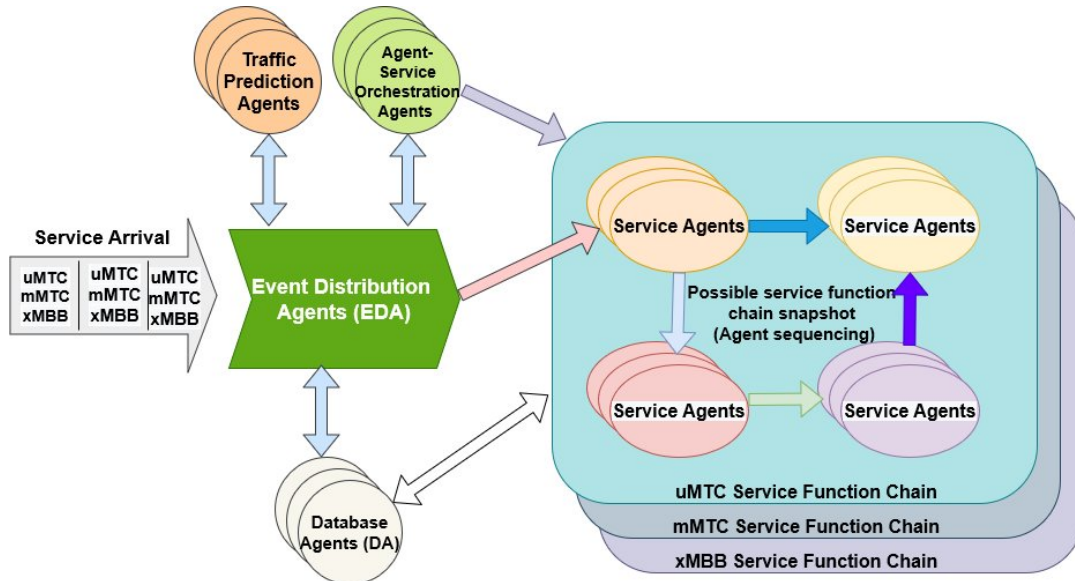 Traffic
Prediction
Agents
Agent-
Service
Orchestration
Agents
Service Arrival
uMTC
mMTC
xMBB
uMTC
mMTC
xMBB
uMTC
mMTC
xMBB
Event Distribution
Agents (EDA)
Database
Agents (DA)
Service Agents
Service Agents
Possible service function
chain snapshot
(Agent sequencing)
Service Agents
Service Agents
uMTC Service Function Chain
mMTC Service Function Chain
xMBB Service Function Chain